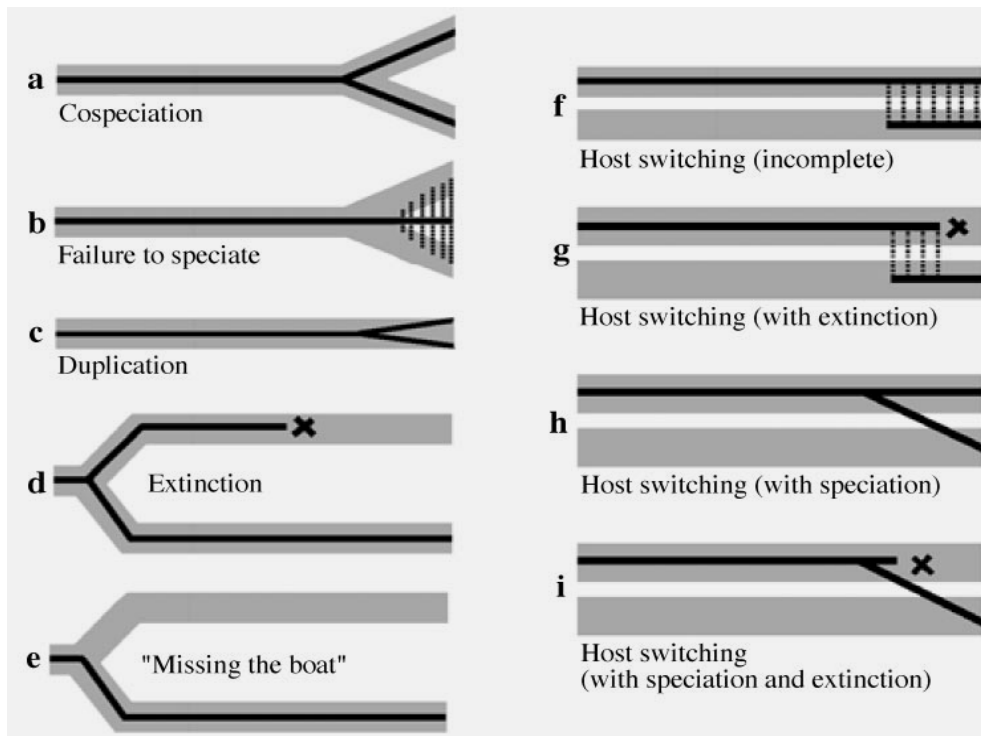 a
Cospeciation
b
Failure to speciate
c
Duplication
d
Extinction
e
"Missing the boat"
f
Host switching (incomplete)
g
Host switching (with extinction)
h
Host switching (with speciation)
i
Host switching
(with speciation and extinction)